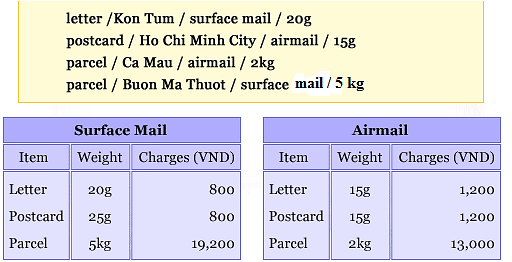 letter /Kon Tum / surface mail / 20g
postcard / Ho Chi Minh City / airmail / 15g
parcel / Ca Mau / airmail / 2kg
parcel / Buon Ma Thuot / surface mail / 5 kg
Surface Mail
Item Weight Charges (VND)
Letter 20g 800
Postcard 25g 800
Parcel 5kg 19,200
Airmail
Item Weight Charges (VND)
Letter 15g 1,200
Postcard 15g 1,200
Parcel 2kg 13,000